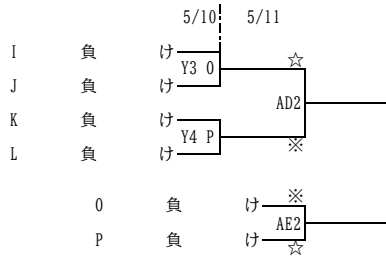 5/10 5/11
I 負 け
Y3 O ☆
J 負 け
AD2
K 負 け
Y4 P
L 負 け ※
O 負 け ※
AE2
P 負 け ☆